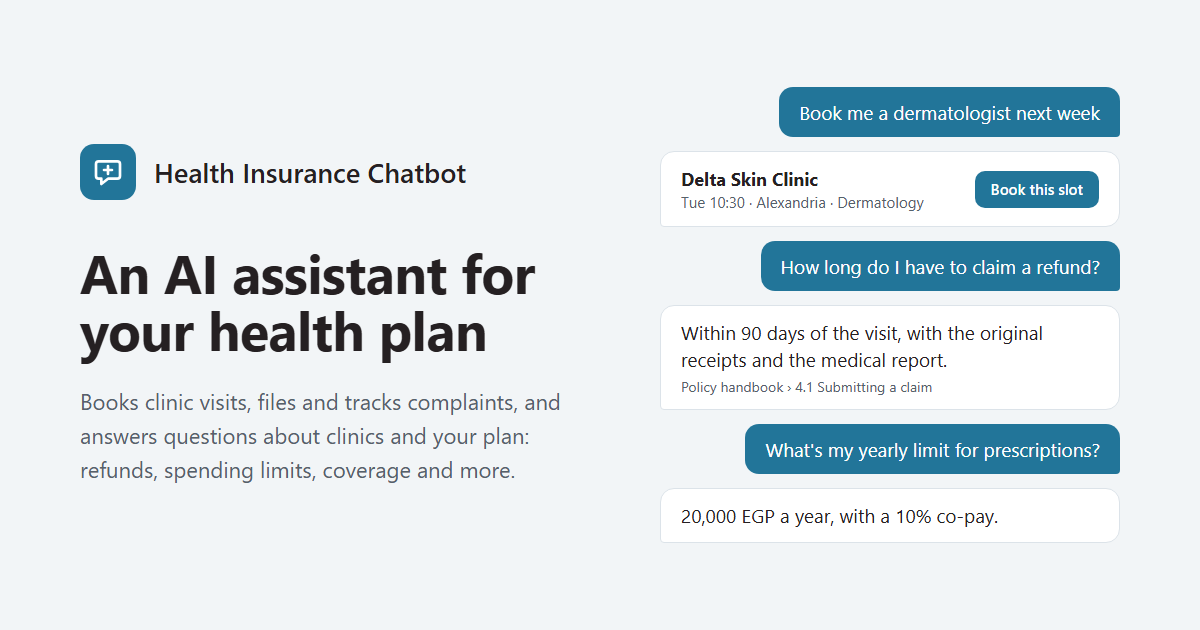 Health Insurance Chatbot
An AI assistant for
your health plan
Books clinic visits, files and tracks complaints, and
answers questions about clinics and your plan:
refunds, spending limits, coverage and more.
Book me a dermatologist next week
Delta Skin Clinic
Tue 10:30 · Alexandria · Dermatology
Book this slot
How long do I have to claim a refund?
Within 90 days of the visit, with the original
receipts and the medical report.
Policy handbook › 4.1 Submitting a claim
What's my yearly limit for prescriptions?
20,000 EGP a year, with a 10% co-pay.